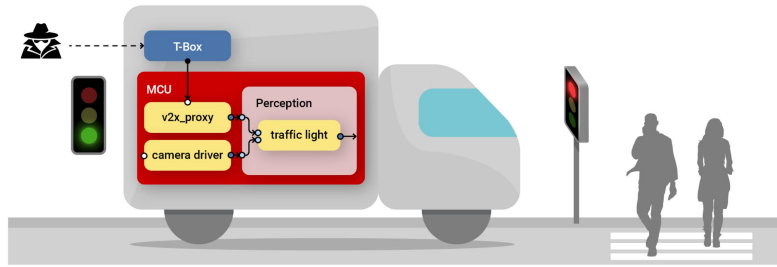 T-Box
MCU
Perception
v2x_proxy
traffic light
camera driver